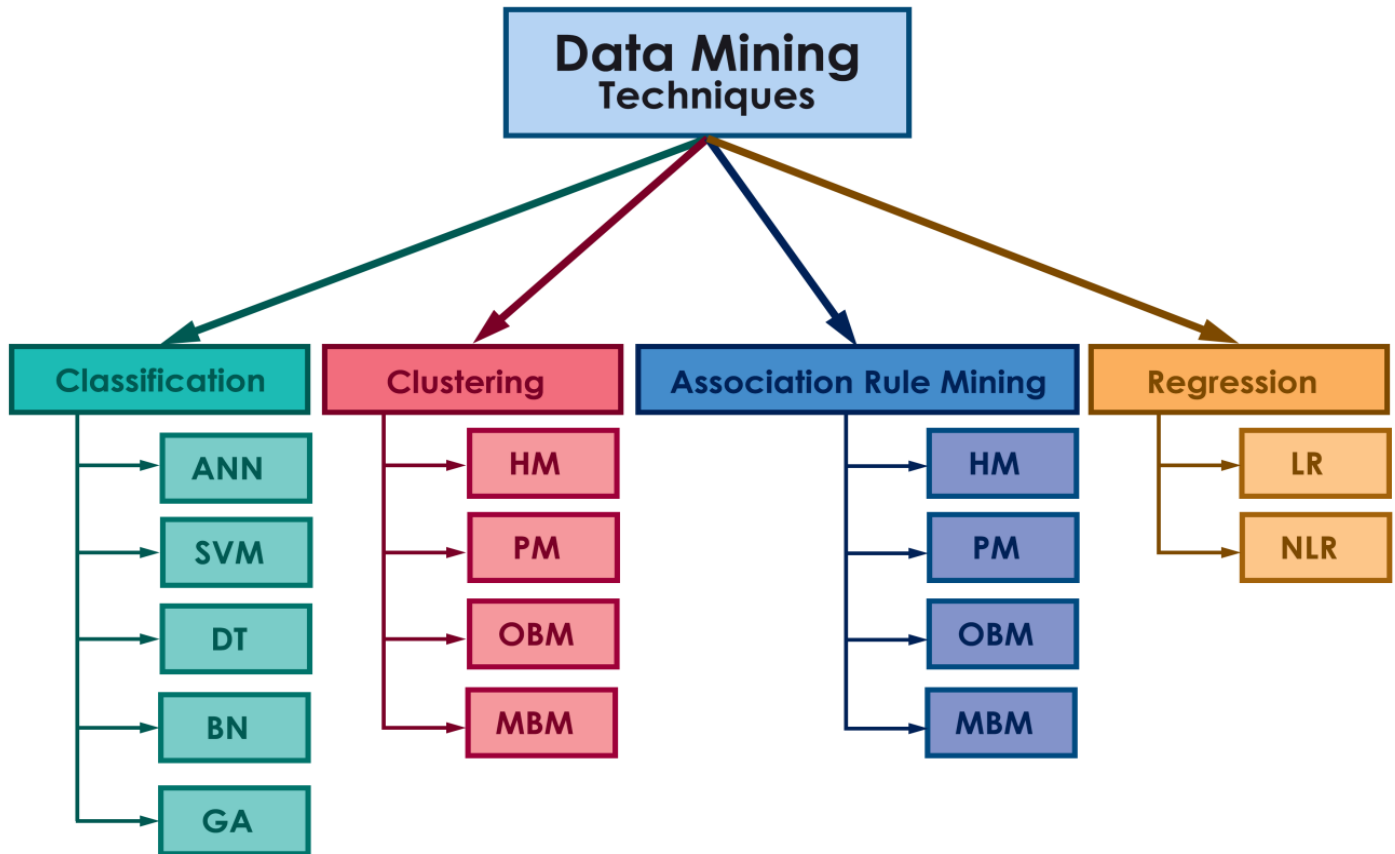 Data Mining
Techniques
Classification
ANN
SVM
DT
BN
GA
Clustering
HM
PM
OBM
MBM
Association Rule Mining
HM
PM
OBM
MBM
Regression
LR
NLR